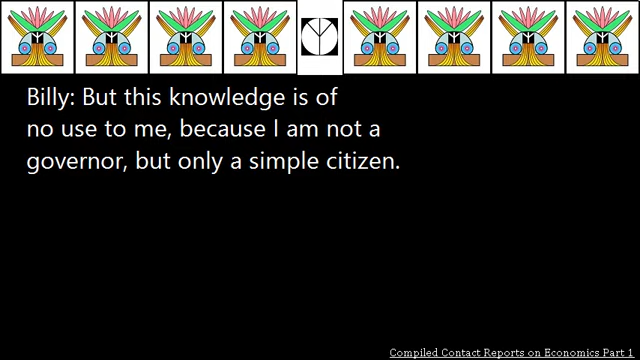 Billy: But this knowledge is of
no use to me, because I am not a
governor, but only a simple citizen.
Compiled Contact Reports on Economics Part 1